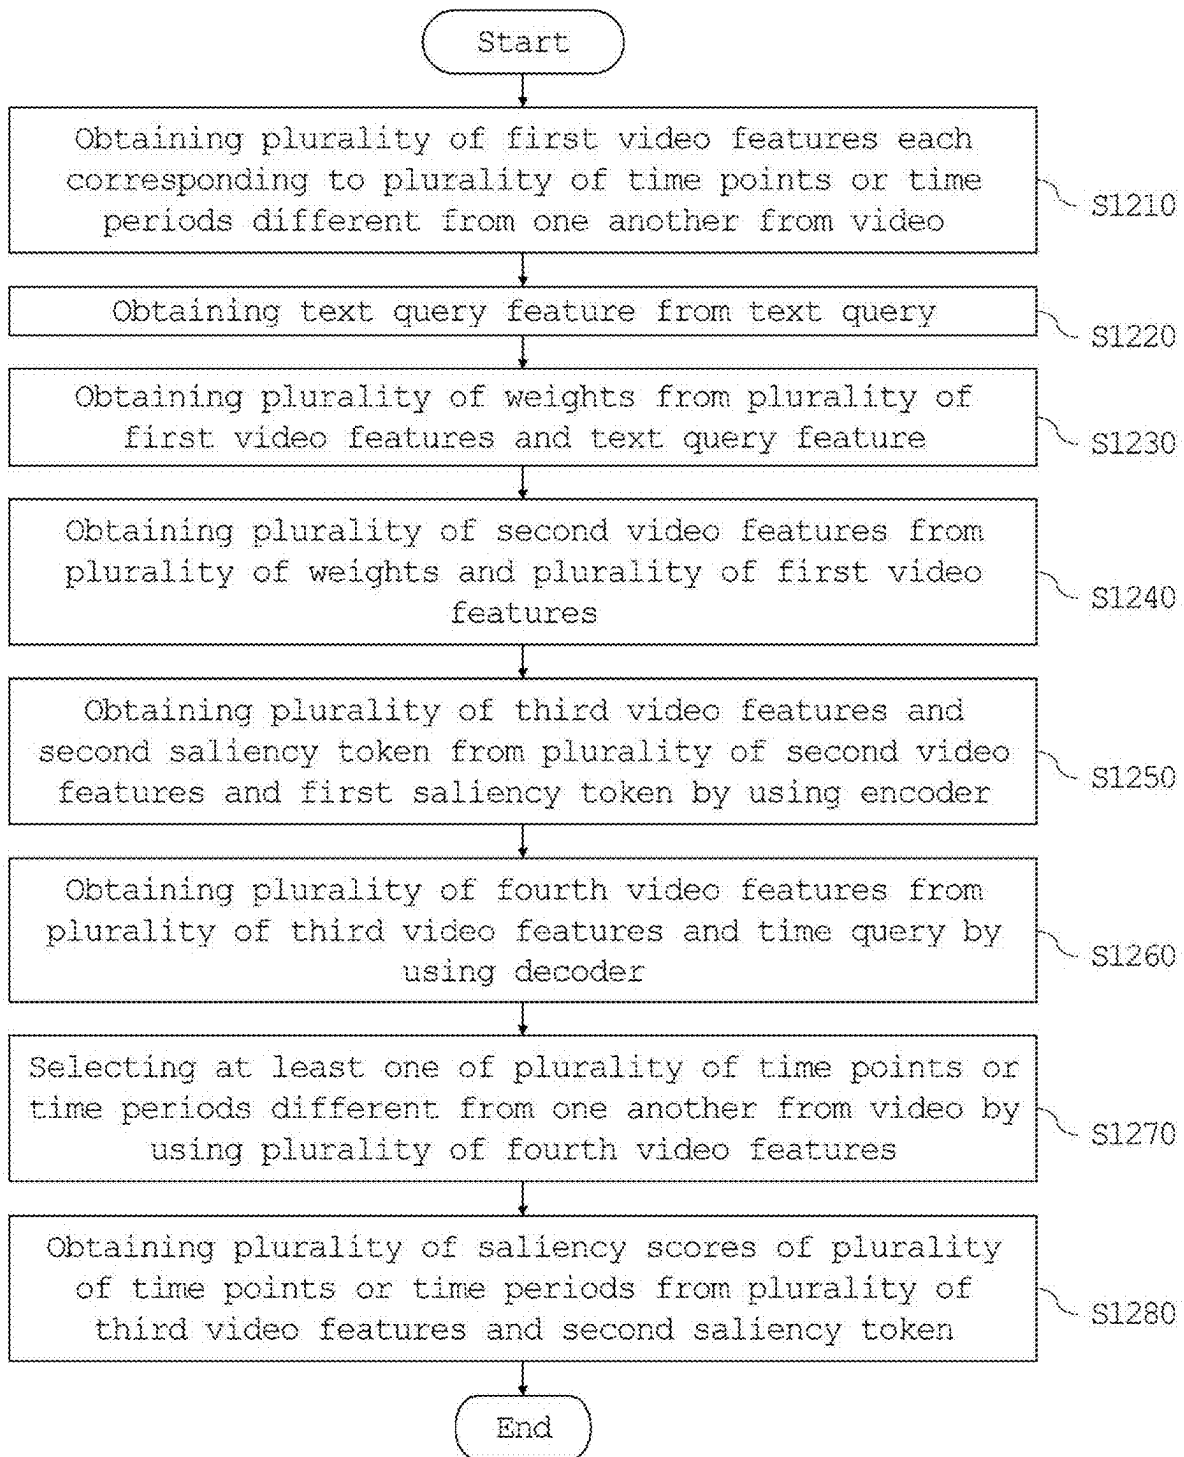 Start
Obtaining plurality of first video features each
corresponding to plurality of time points or time
periods different from one another from video
S1210
Obtaining text query feature from text query
S1220
Obtaining plurality of weights from plurality of
first video features and text query feature
S1230
Obtaining plurality of second video features from
plurality of weights and plurality of first video
features
S1240
Obtaining plurality of third video features and
second saliency token from plurality of second video
features and first saliency token by using encoder
S1250
Obtaining plurality of fourth video features from
plurality of third video features and time query by
using decoder
S1260
Selecting at least one of plurality of time points or
time periods different from one another from video by
using plurality of fourth video features
S1270
Obtaining plurality of saliency scores of plurality
of time points or time periods from plurality of
third video features and second saliency token
S1280
End